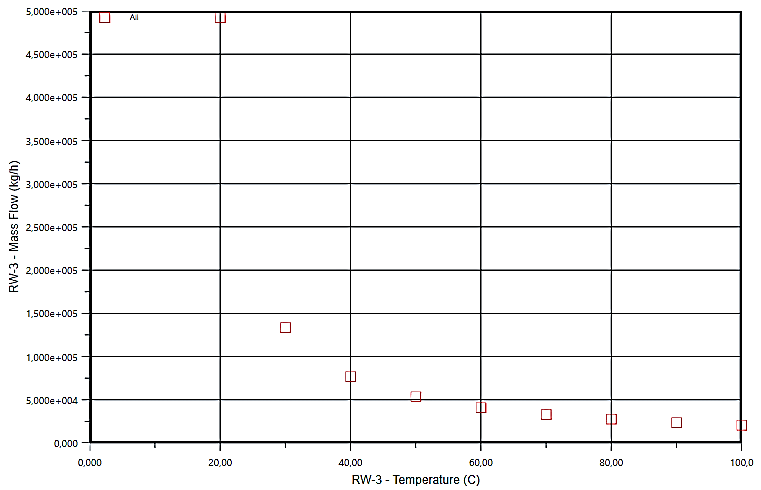 5,000e+005
All
4,500e+005
4,000e+005
3,500e+005
3,000e+005
2,500e+005
2,000e+005
1,500e+005
1,000e+005
5,000e+004
0,000
RW-3 - Mass Flow (kg/h)
0,000 20,00 40,00 60,00 80,00 100,0
RW-3 - Temperature (C)